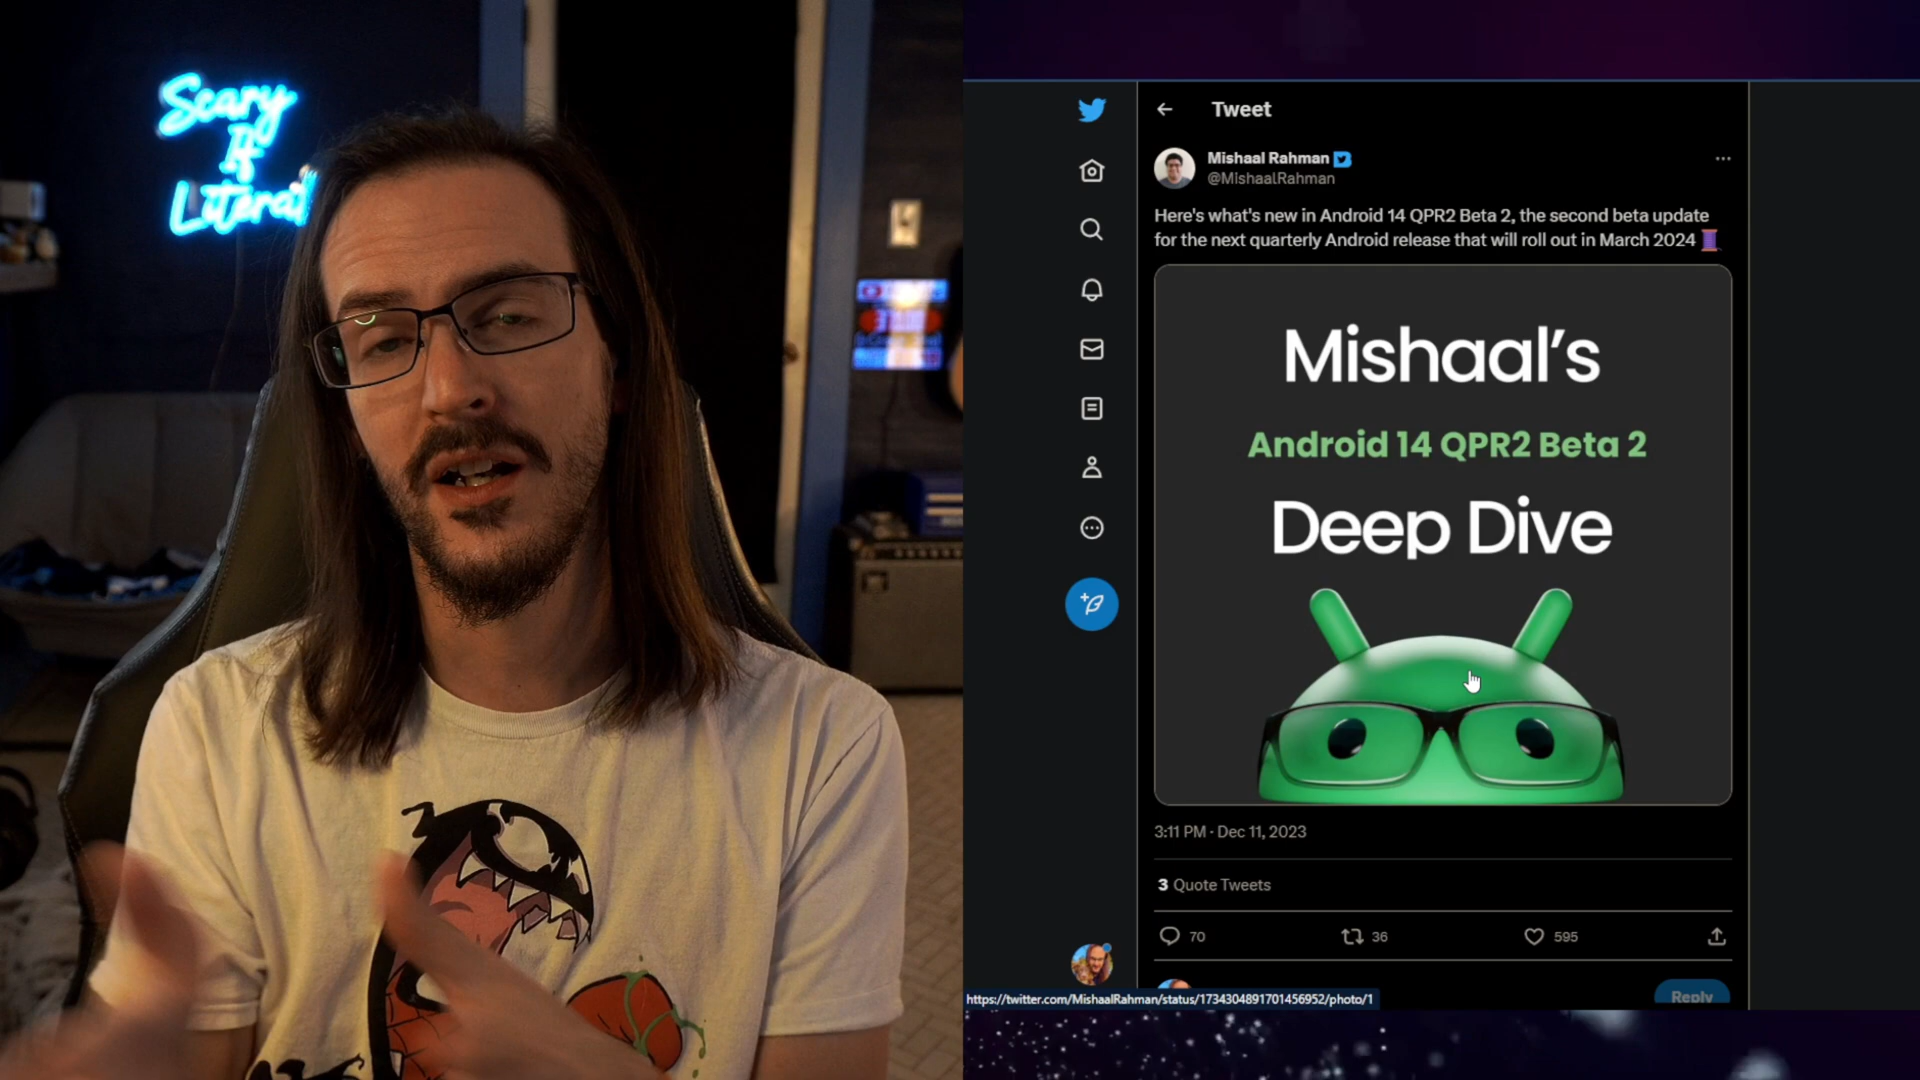 Scary
If
Literal
Tweet
Mishaal Rahman
@MishaalRahman
Here's what's new in Android 14 QPR2 Beta 2, the second beta update
for the next quarterly Android release that will roll out in March 2024
Mishaal's
Android 14 QPR2 Beta 2
Deep Dive
3:11 PM · Dec 11, 2023
3 Quote Tweets
70
36
595
Reply
https://twitter.com/MishaalRahman/status/1734304891701456952/photo/1